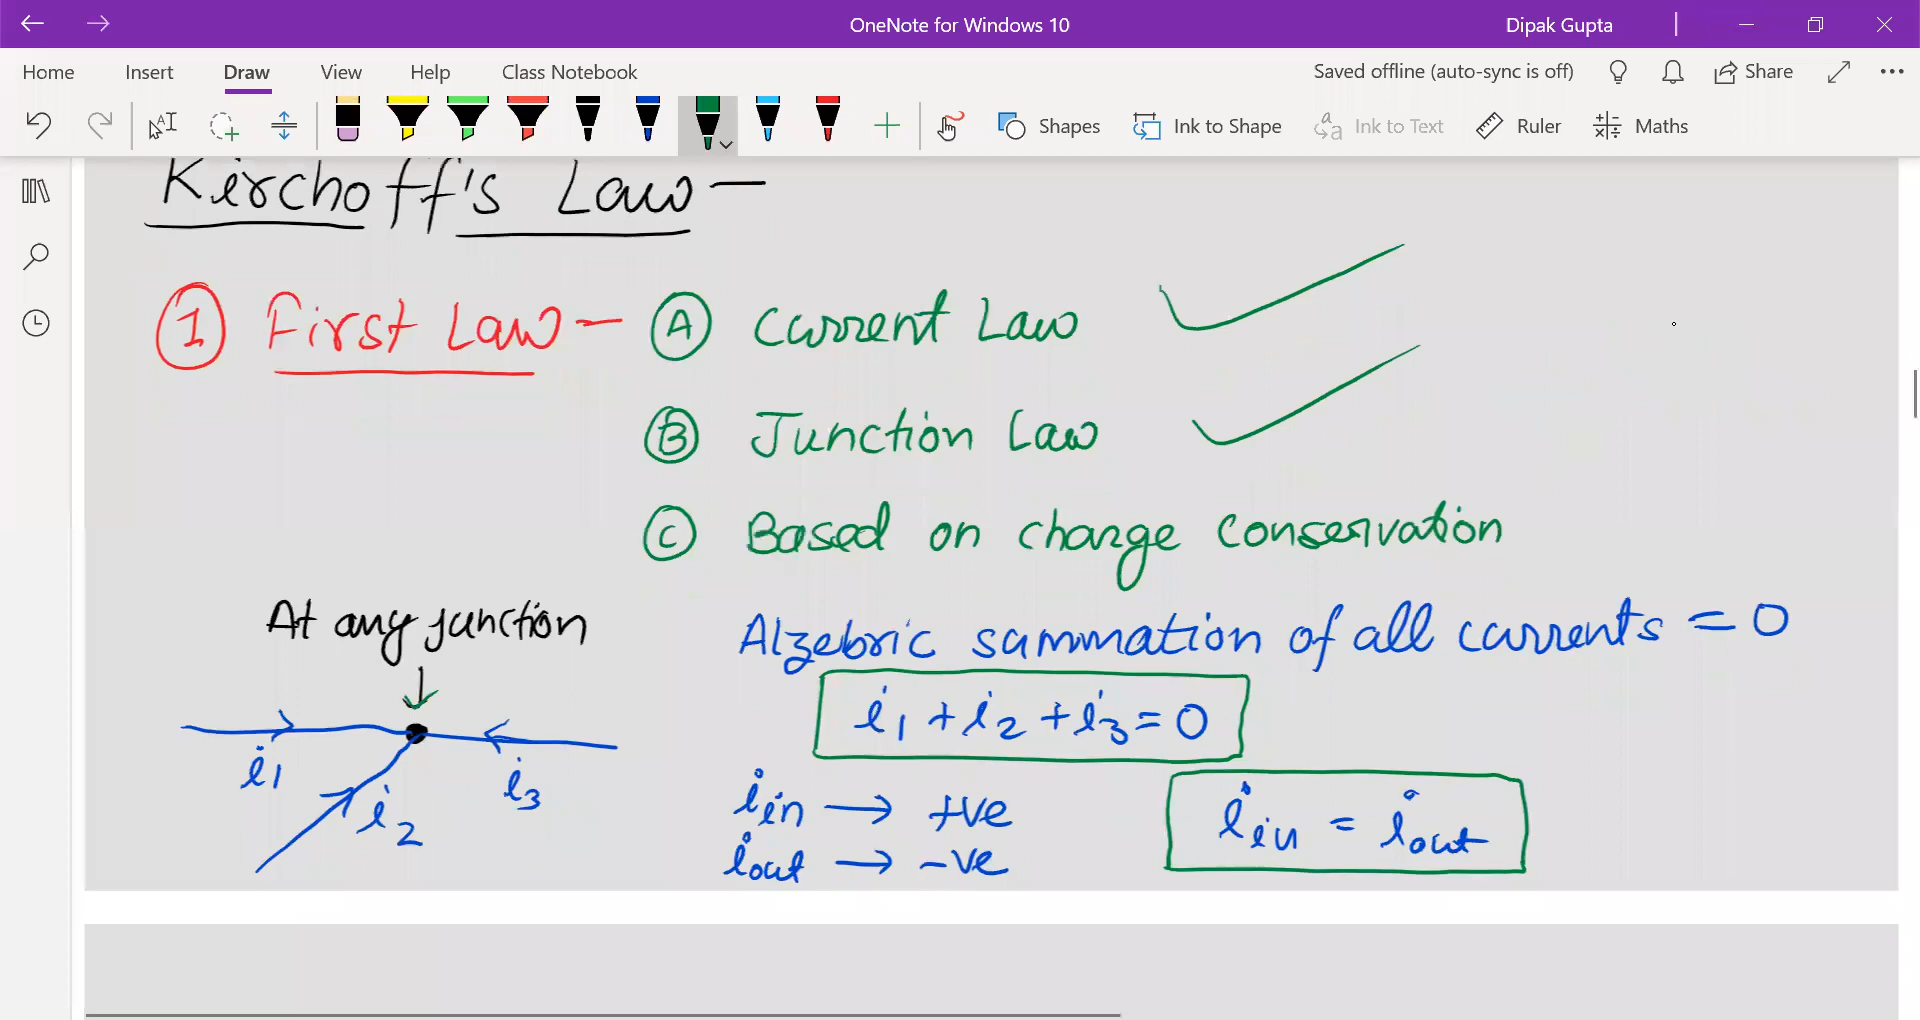 OneNote for Windows 10
Dipak Gupta
Home Insert Draw View Help Class Notebook
Saved offline (auto-sync is off) Share
Shapes Ink to Shape Ink to Text Ruler Maths
Kirchoff's Law –
① First Law – Ⓐ Current Law
Ⓑ Junction Law
Ⓒ Based on charge conservation
At any junction
Algebric summation of all currents = 0
i1 + i2 + i3 = 0
i1 i2 i3
iin → +ve
iout → -ve
iin = iout